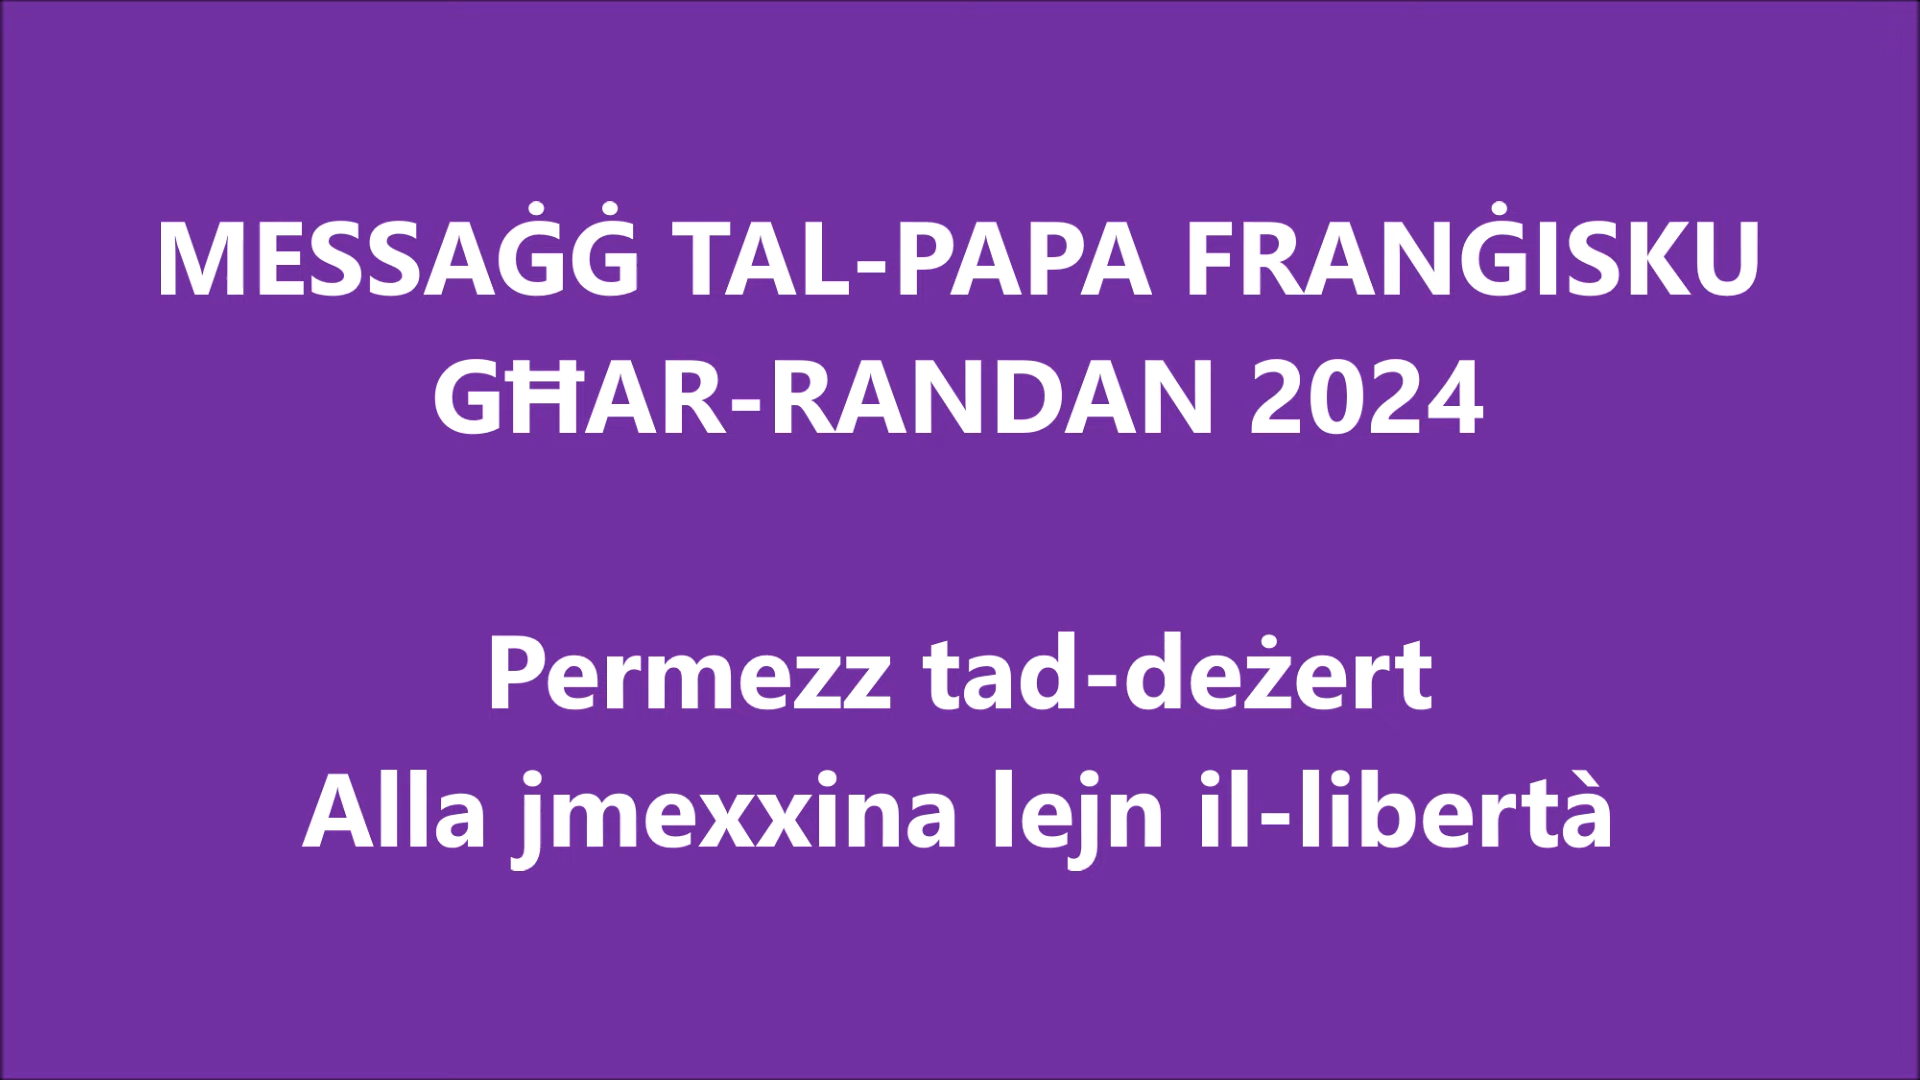 MESSAĠĠ TAL-PAPA FRANĠISKU
GĦAR-RANDAN 2024
Permezz tad-deżert
Alla jmexxina lejn il-libertà